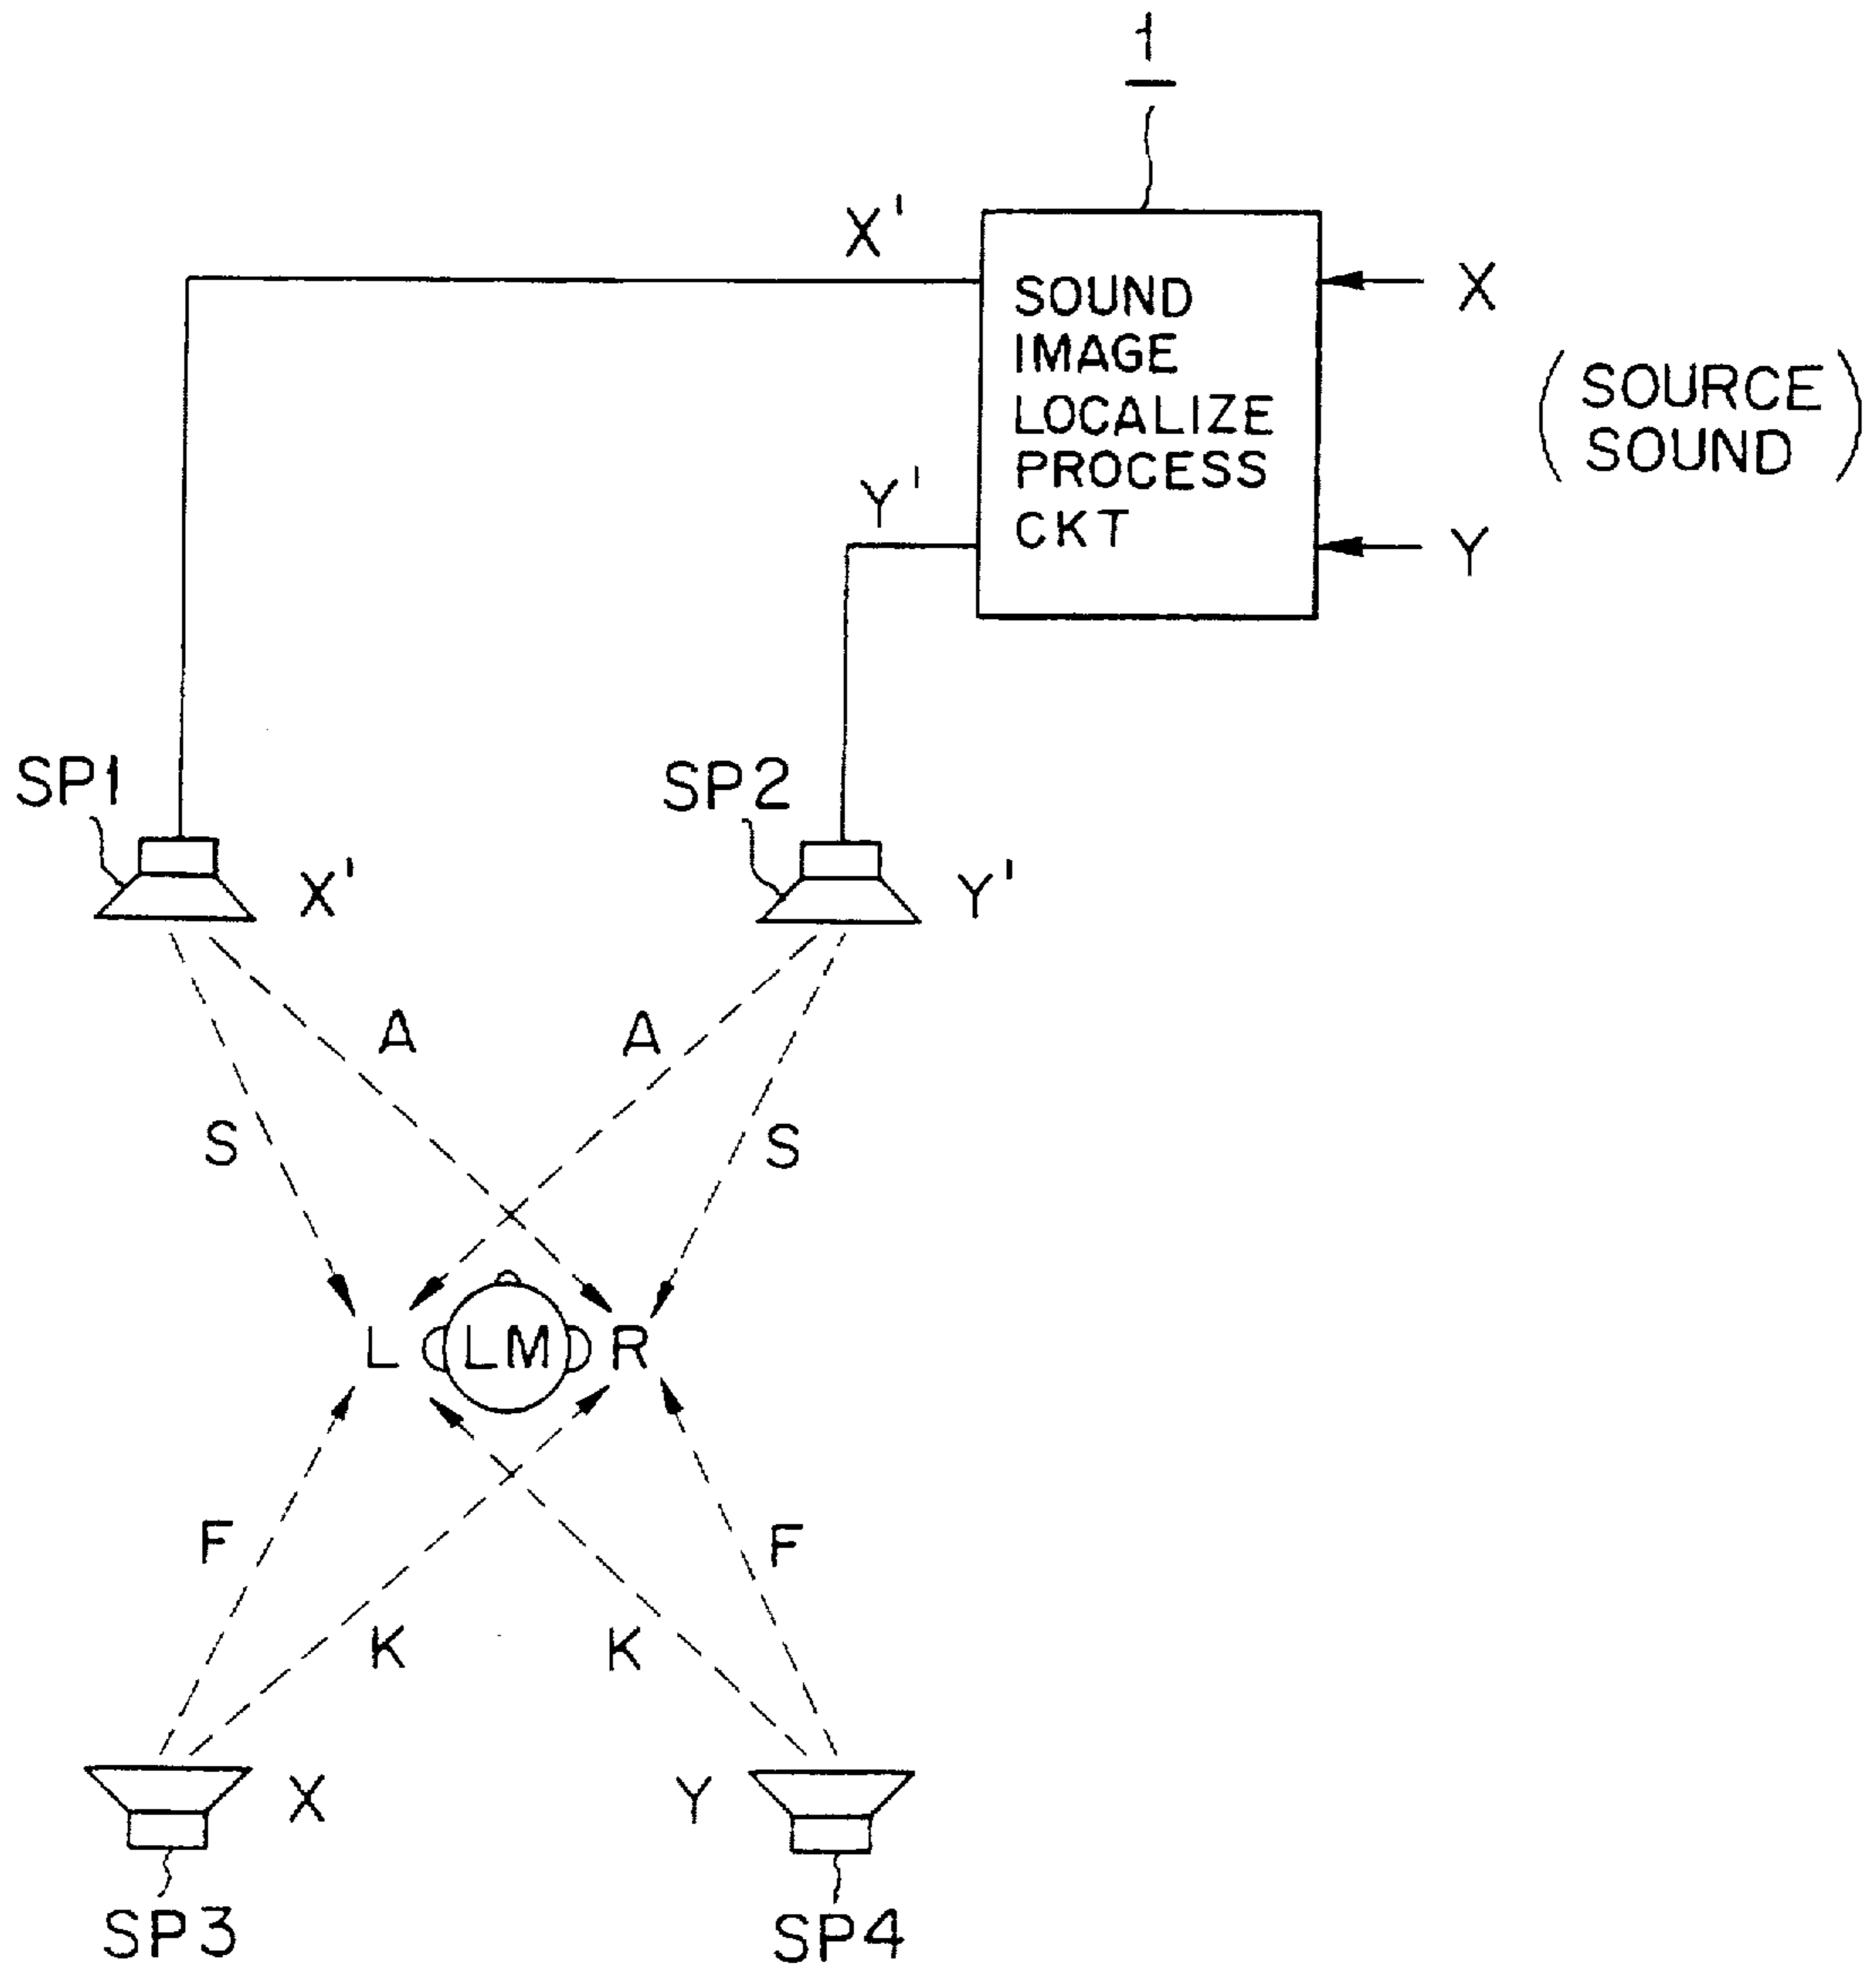 1
X'
SOUND
IMAGE
LOCALIZE
PROCESS
CKT
X
(SOURCE
SOUND)
Y'
Y
SP1
SP2
X'
Y'
A
A
S
S
L
LM
R
F
F
K
K
X
Y
SP3
SP4